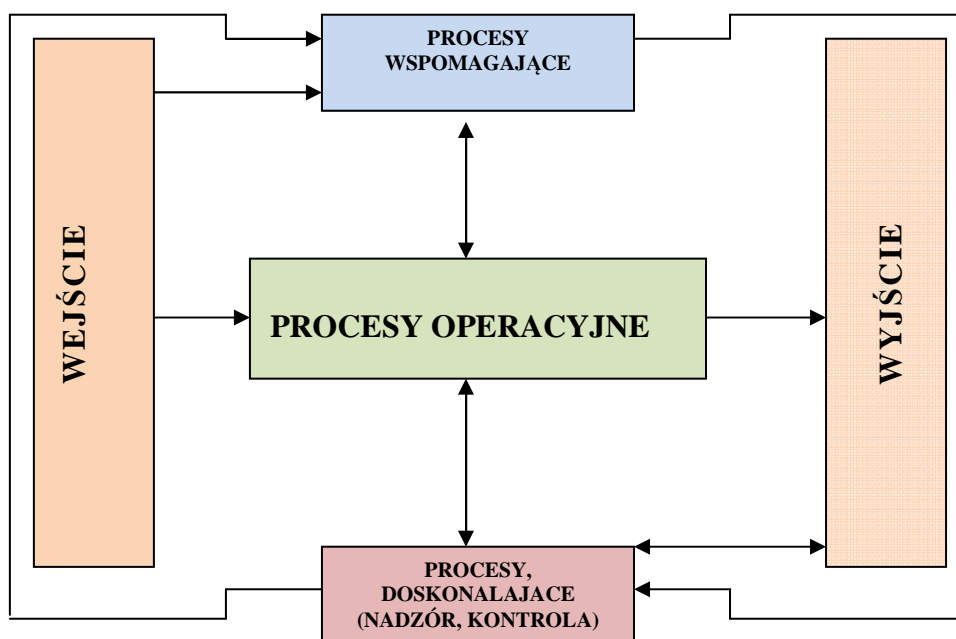 PROCESY
WSPOMAGAJĄCE
WEJŚCIE
PROCESY OPERACYJNE
WYJŚCIE
PROCESY,
DOSKONALAJACE
(NADZÓR, KONTROLA)